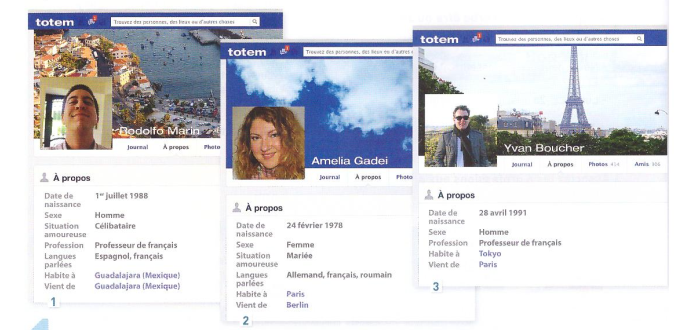 totem 2 Trouvez des personnes, des lieux ou d'autres choses
Rodolfo Marin
Journal À propos Photo
À propos
Date de naissance 1er juillet 1988
Sexe Homme
Situation amoureuse Célibataire
Profession Professeur de français
Langues parlées Espagnol, français
Habite à Guadalajara (Mexique)
Vient de Guadalajara (Mexique)
1
totem 2 Trouvez des personnes, des lieux ou d'autres c
Amelia Gadei
Journal À propos Photo
À propos
Date de naissance 24 février 1978
Sexe Femme
Situation amoureuse Mariée
Langues parlées Allemand, français, roumain
Habite à Paris
Vient de Berlin
2
totem 2 Trouvez des personnes, des lieux ou d'autres choses
Yvan Boucher
Journal À propos Photos Amis
À propos
Date de naissance 28 avril 1991
Sexe Homme
Profession Professeur de français
Habite à Tokyo
Vient de Paris
3